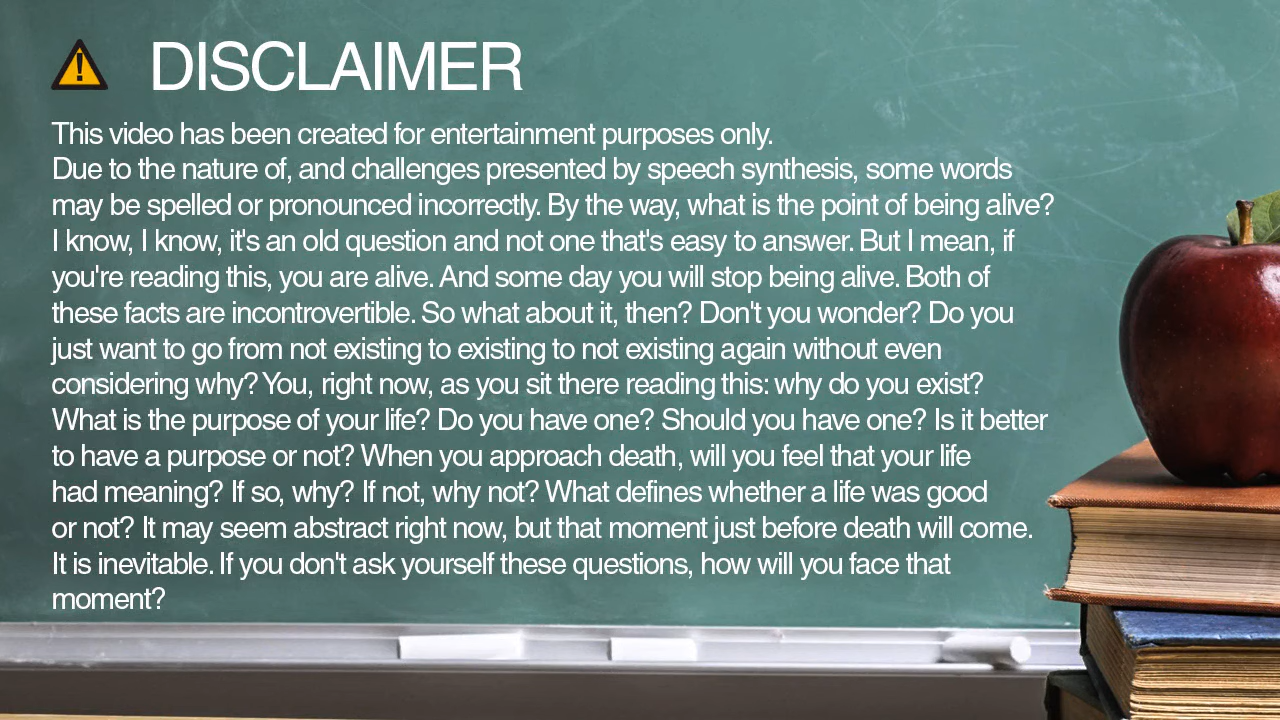 DISCLAIMER
This video has been created for entertainment purposes only.
Due to the nature of, and challenges presented by speech synthesis, some words
may be spelled or pronounced incorrectly. By the way, what is the point of being alive?
I know, I know, it's an old question and not one that's easy to answer. But I mean, if
you're reading this, you are alive. And some day you will stop being alive. Both of
these facts are incontrovertible. So what about it, then? Don't you wonder? Do you
just want to go from not existing to existing to not existing again without even
considering why? You, right now, as you sit there reading this: why do you exist?
What is the purpose of your life? Do you have one? Should you have one? Is it better
to have a purpose or not? When you approach death, will you feel that your life
had meaning? If so, why? If not, why not? What defines whether a life was good
or not? It may seem abstract right now, but that moment just before death will come.
It is inevitable. If you don't ask yourself these questions, how will you face that
moment?